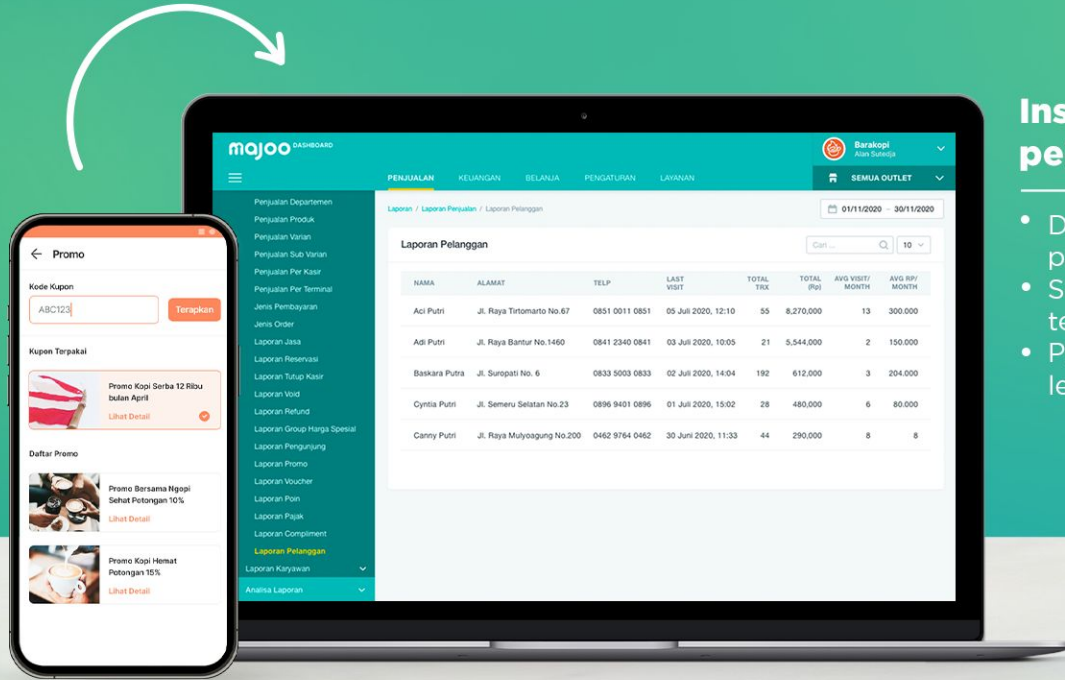 majoo DASHBOARD
Barakopi
Alan Sutedja
PENJUALAN KEUANGAN BELANJA PENGATURAN LAYANAN
SEMUA OUTLET
Penjualan Departemen
Penjualan Produk
Penjualan Varian
Penjualan Sub Varian
Penjualan Per Kasir
Penjualan Per Terminal
Jenis Pembayaran
Jenis Order
Laporan Jasa
Laporan Reservasi
Laporan Tutup Kasir
Laporan Void
Laporan Refund
Laporan Group Harga Spesial
Laporan Pengunjung
Laporan Promo
Laporan Voucher
Laporan Poin
Laporan Pajak
Laporan Compliment
Laporan Pelanggan
Laporan Karyawan
Analisa Laporan
Laporan / Laporan Penjualan / Laporan Pelanggan
01/11/2020 - 30/11/2020
Laporan Pelanggan
Cari ...
10
NAMA ALAMAT TELP LAST VISIT TOTAL TRX TOTAL (Rp) AVG VISIT/ MONTH AVG RP/ MONTH
Aci Putri Jl. Raya Tirtomarto No.67 0851 0011 0851 05 Juli 2020, 12:10 55 8,270,000 13 300.000
Adi Putri Jl. Raya Bantur No.1460 0841 2340 0841 03 Juli 2020, 10:05 21 5,544,000 2 150.000
Baskara Putra Jl. Suropati No. 6 0833 5003 0833 02 Juli 2020, 14:04 192 612,000 3 204.000
Cyntia Putri Jl. Semeru Selatan No.23 0896 9401 0896 01 Juli 2020, 15:02 28 480,000 6 80.000
Canny Putri Jl. Raya Mulyoagung No.200 0462 9764 0462 30 Juni 2020, 11:33 44 290,000 8 8
Promo
Kode Kupon
ABC123
Terapkan
Kupon Terpakai
Promo Kopi Serba 12 Ribu
bulan April
Lihat Detail
Daftar Promo
Promo Bersama Ngopi
Sehat Potongan 10%
Lihat Detail
Promo Kopi Hemat
Potongan 15%
Lihat Detail
Ins
pe
D
p
S
te
P
le